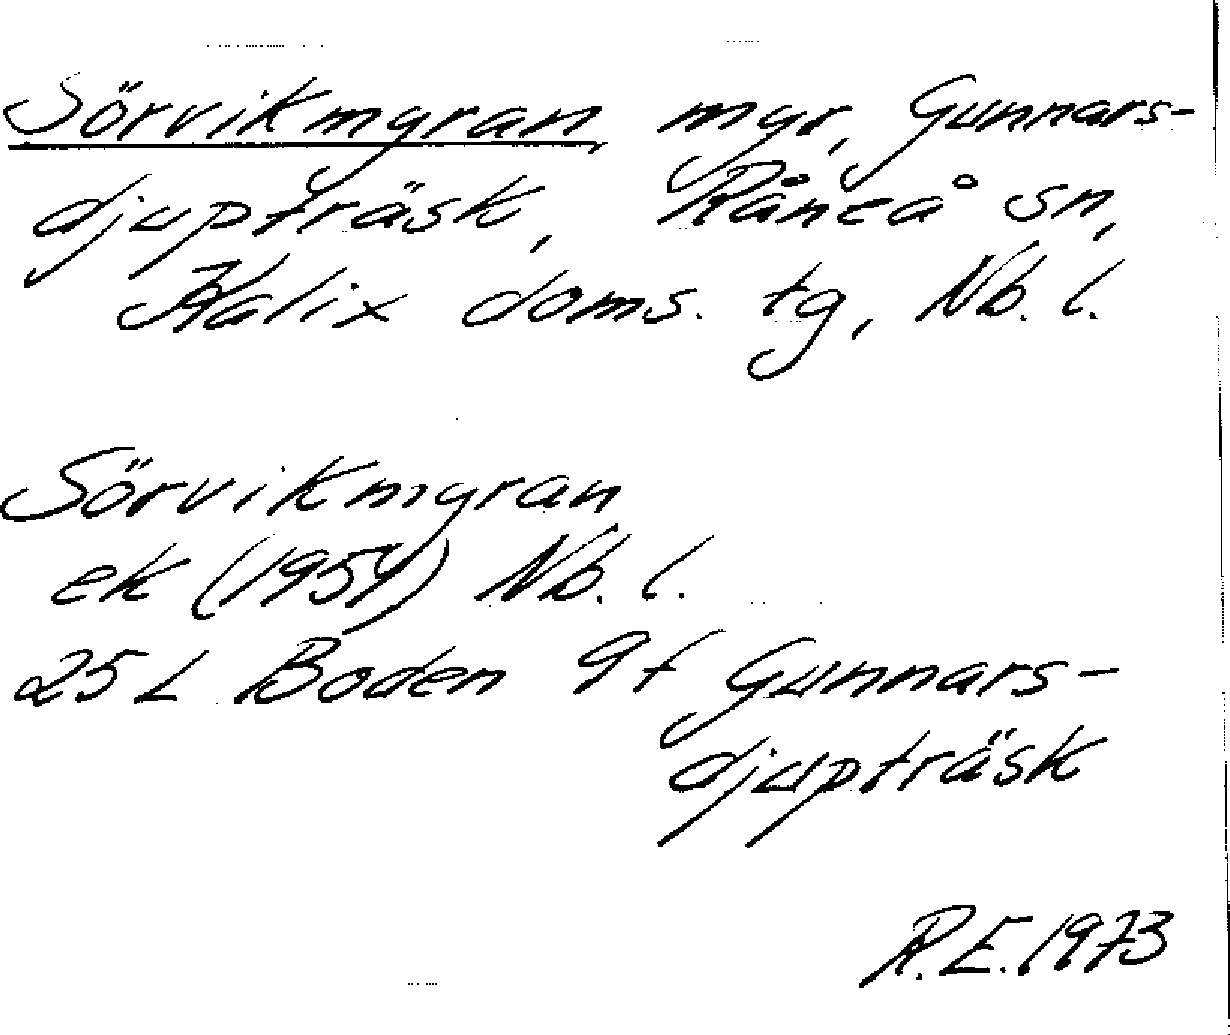 Sörvikmyran myr, Gunnars-
djupträsk, Råneå sn,
Kalix doms. tg, Nb. l.
Sörvikmyran
ek (1954) Nb. l.
25 L Boden 9f Gunnars-
djupträsk
R.E. 1973